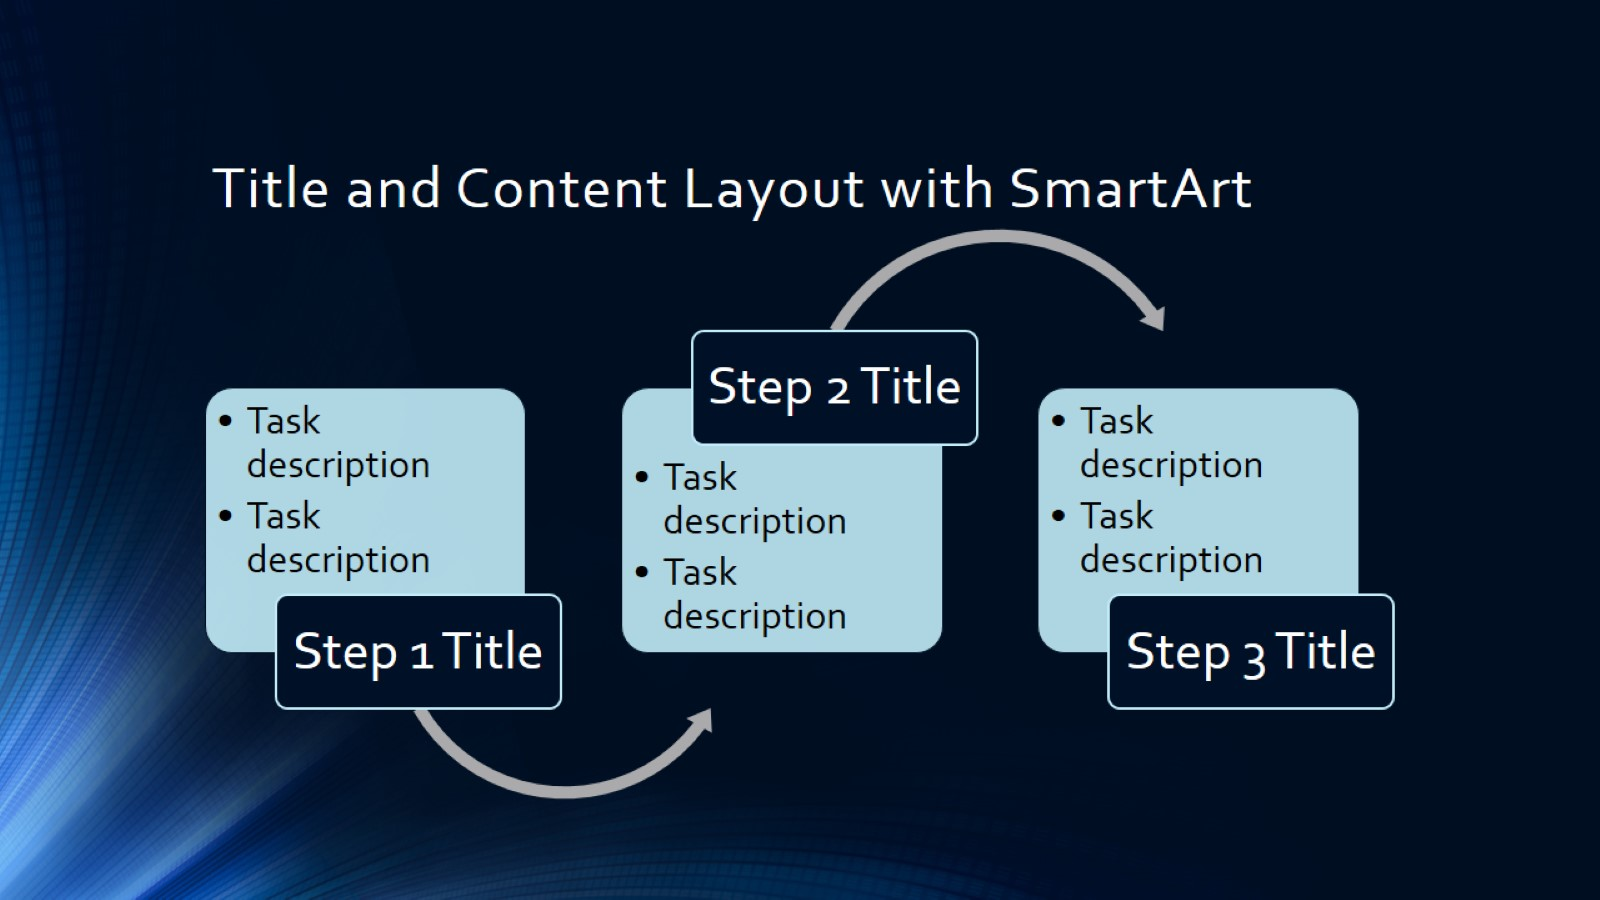 Title and Content Layout with SmartArt
• Task
description
• Task
description
Step 1 Title
Step 2 Title
• Task
description
• Task
description
• Task
description
• Task
description
Step 3 Title